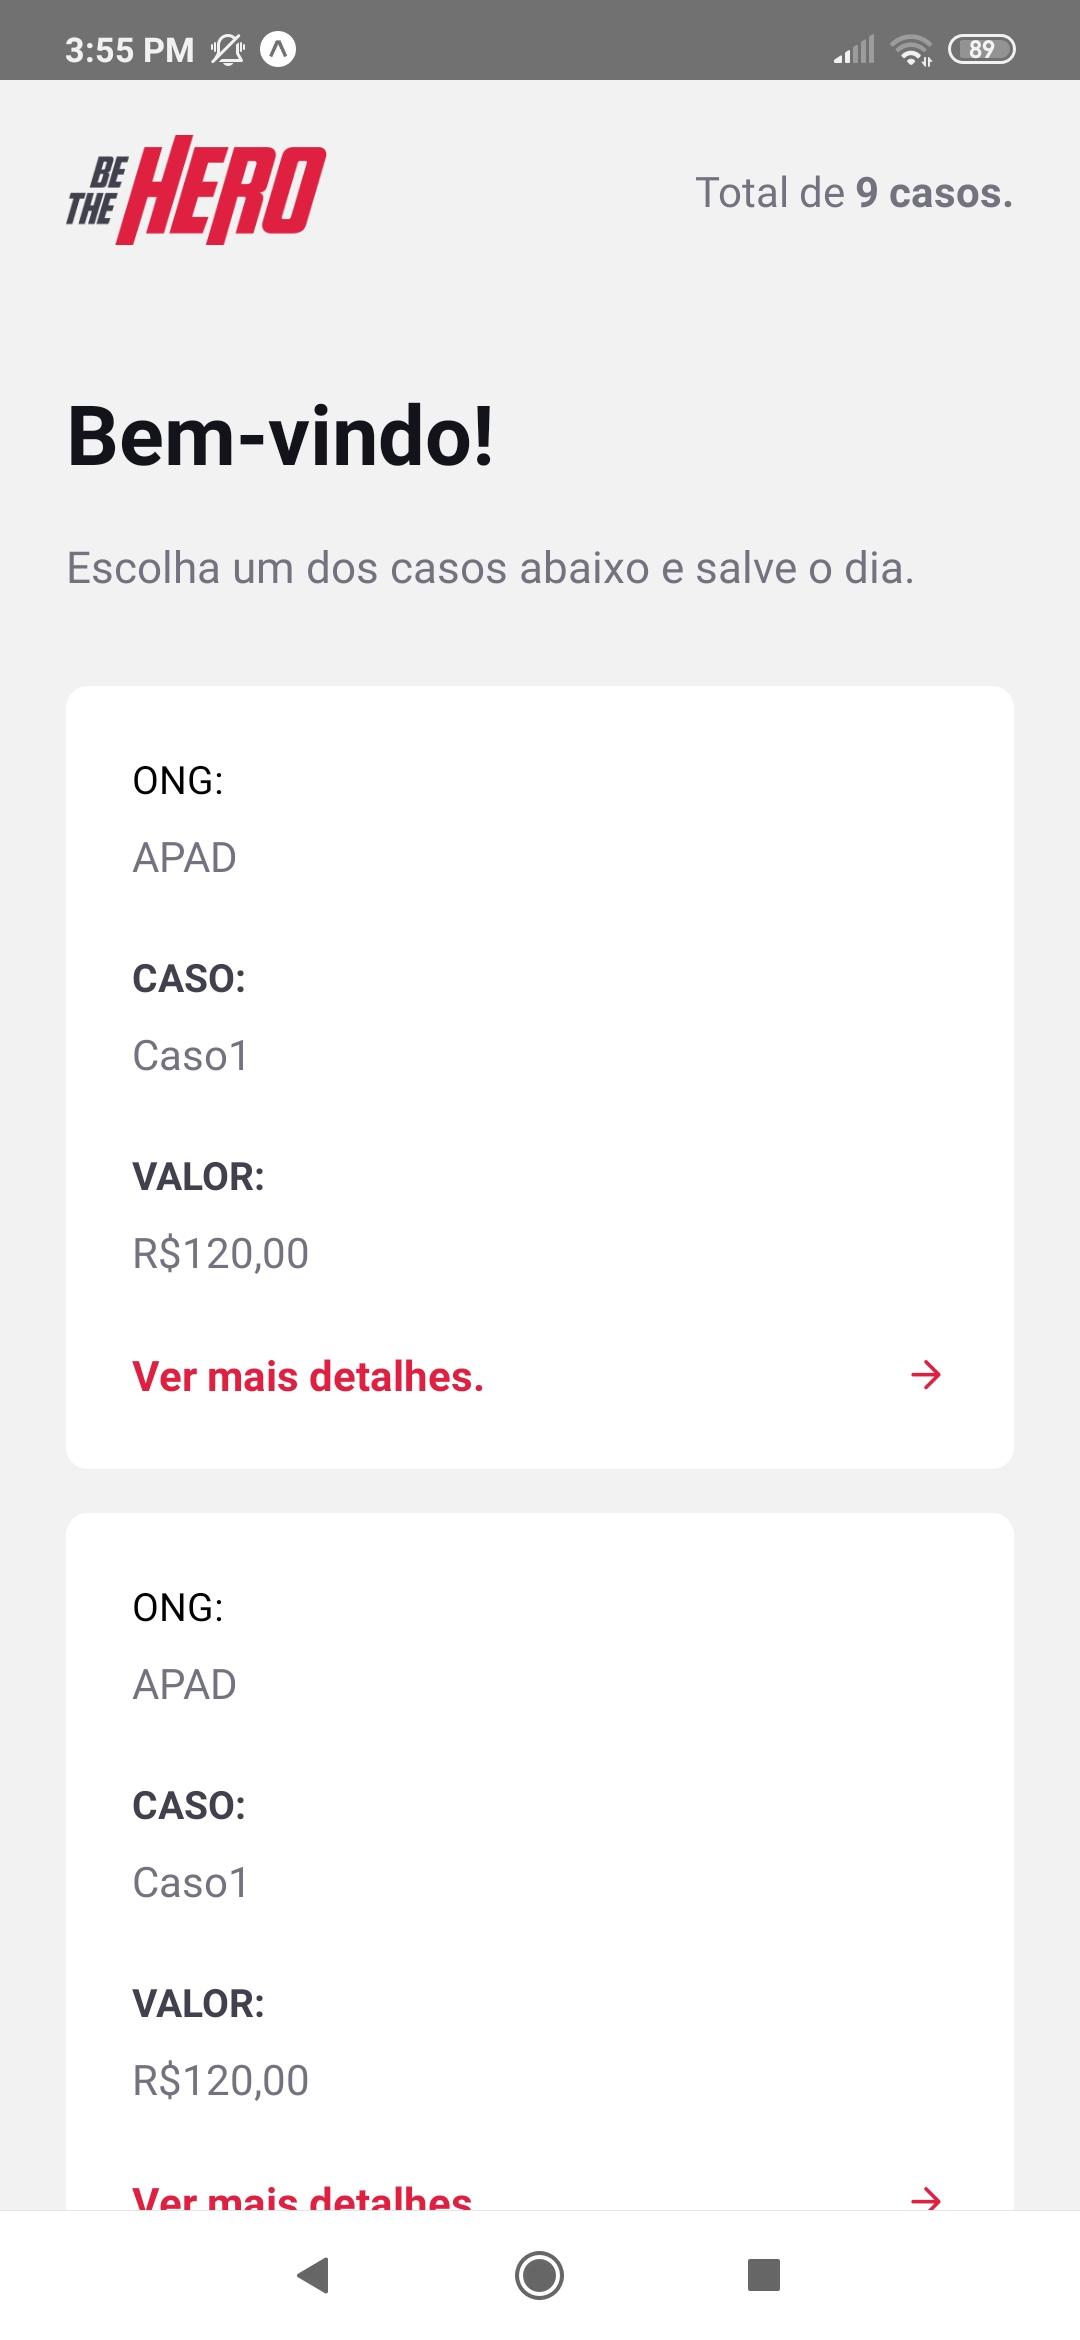 3:55 PM
89
BE THE HERO
Total de 9 casos.
Bem-vindo!
Escolha um dos casos abaixo e salve o dia.
ONG:
APAD
CASO:
Caso1
VALOR:
R$120,00
Ver mais detalhes.
ONG:
APAD
CASO:
Caso1
VALOR:
R$120,00
Ver mais detalhes.